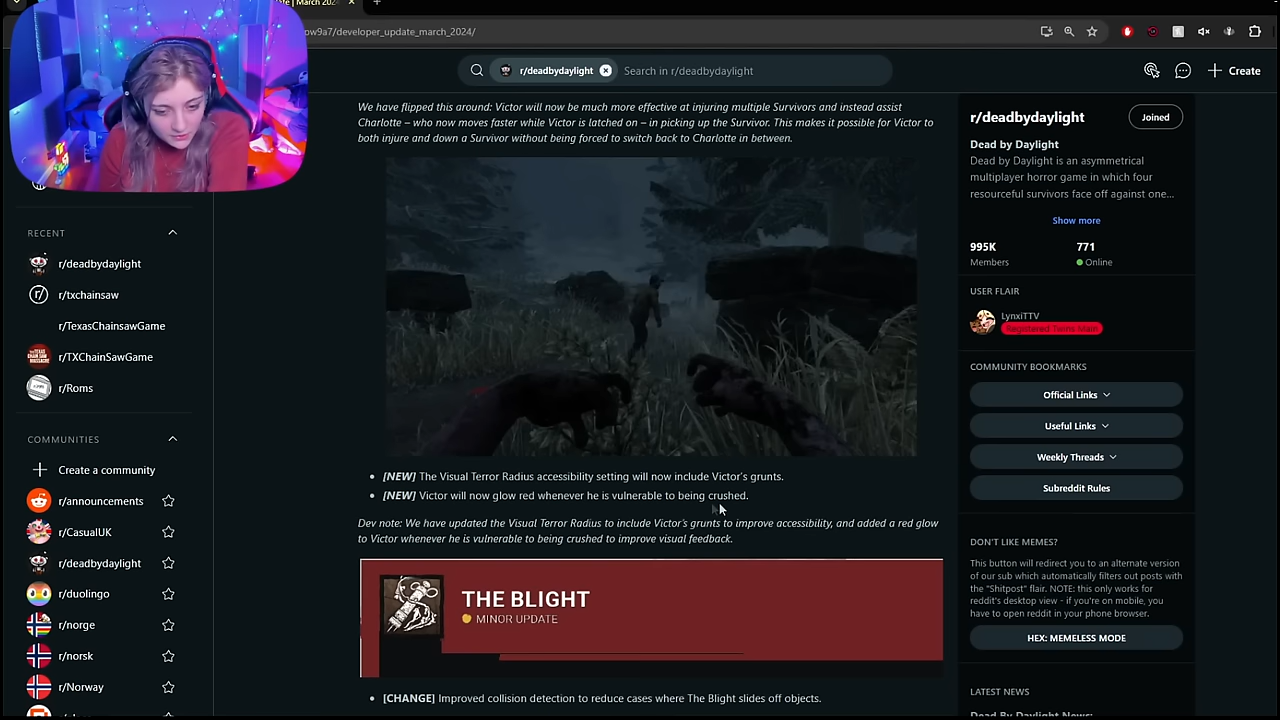 March 202
ow9a7/developer_update_march_2024/
r/deadbydaylight
Search in r/deadbydaylight
Create
We have flipped this around: Victor will now be much more effective at injuring multiple Survivors and instead assist
Charlotte – who now moves faster while Victor is latched on – in picking up the Survivor. This makes it possible for Victor to
both injure and down a Survivor without being forced to switch back to Charlotte in between.
r/deadbydaylight
Joined
Dead by Daylight
Dead by Daylight is an asymmetrical
multiplayer horror game in which four
resourceful survivors face off against one...
Show more
995K
771
Members
Online
USER FLAIR
LynxiTTV
Registered Twins Main
COMMUNITY BOOKMARKS
Official Links
Useful Links
Weekly Threads
Subreddit Rules
DON'T LIKE MEMES?
This button will redirect you to an alternate version
of our sub which automatically filters out posts with
the "Shitpost" flair. NOTE: this only works for
reddit's desktop view - if you're on mobile, you
have to open reddit in your phone browser.
HEX: MEMELESS MODE
LATEST NEWS
Dead By Daylight News:
RECENT
r/deadbydaylight
r/txchainsaw
r/TexasChainsawGame
r/TXChainSawGame
r/Roms
COMMUNITIES
Create a community
r/announcements
r/CasualUK
r/deadbydaylight
r/duolingo
r/norge
r/norsk
r/Norway
[NEW] The Visual Terror Radius accessibility setting will now include Victor's grunts.
[NEW] Victor will now glow red whenever he is vulnerable to being crushed.
Dev note: We have updated the Visual Terror Radius to include Victor's grunts to improve accessibility, and added a red glow
to Victor whenever he is vulnerable to being crushed to improve visual feedback.
THE BLIGHT
MINOR UPDATE
[CHANGE] Improved collision detection to reduce cases where The Blight slides off objects.